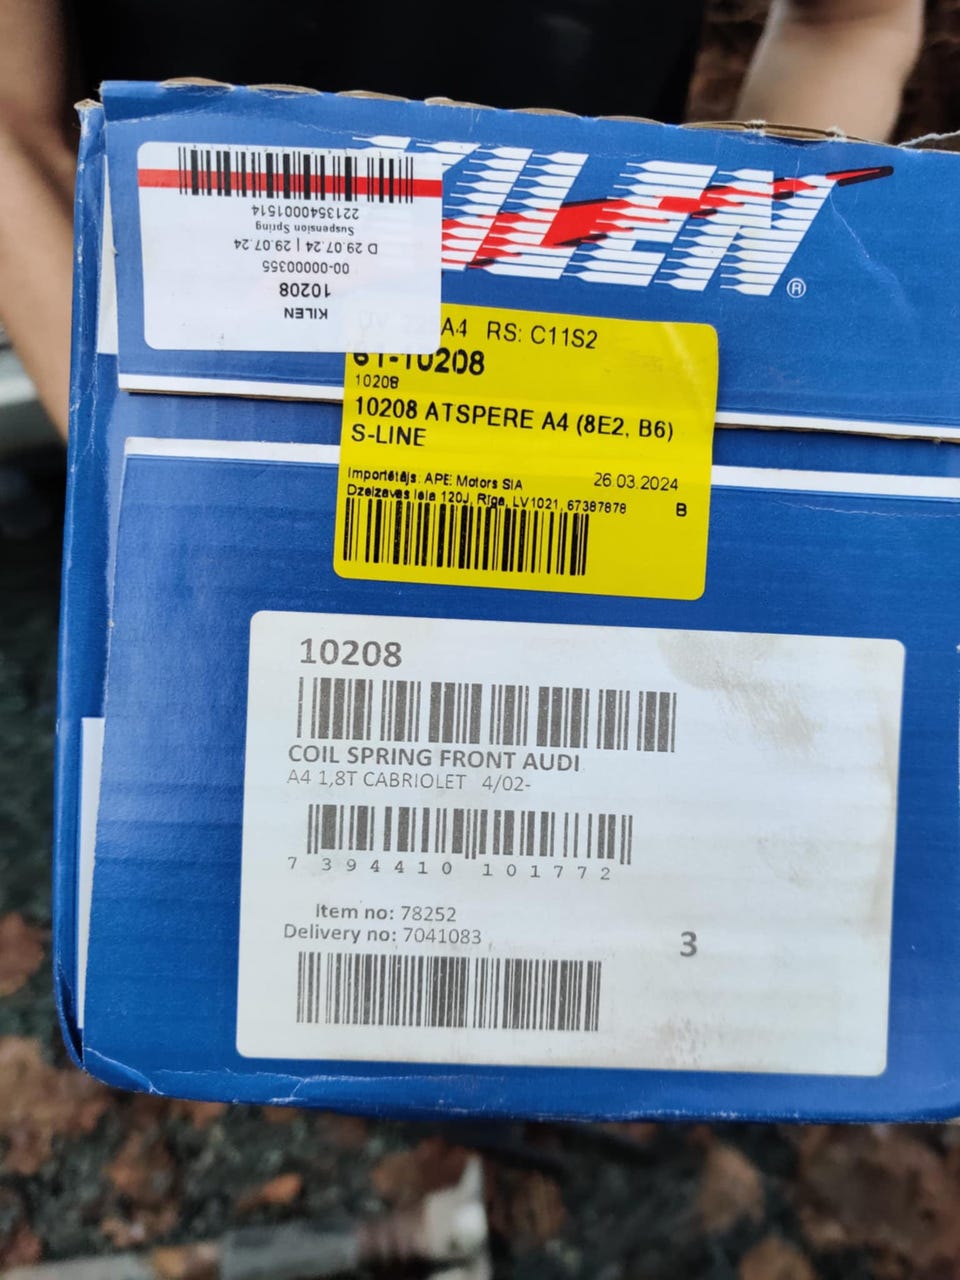 KILEN
®
KILEN
10208
00-00000355
D 29.07.24 | 29.07.24
Suspension Spring
2213540001514
A4 RS: C11S2
61-10208
10208
10208 ATSPERE A4 (8E2, B6)
S-LINE
Importētājs: APE Motors SIA 26.03.2024
Dzelzavas iela 120J, Rīga, LV1021, 67387878 B
10208
COIL SPRING FRONT AUDI
A4 1,8T CABRIOLET 4/02-
7 394410 101772
Item no: 78252
Delivery no: 7041083
3